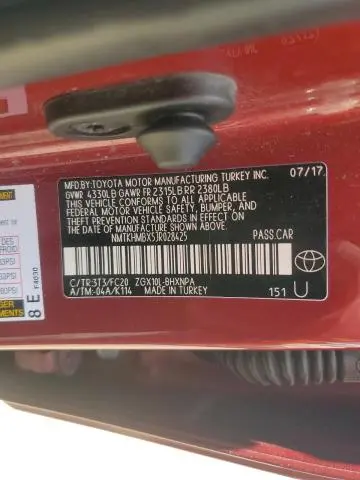 MFD.BY:TOYOTA MOTOR MANUFACTURING TURKEY INC. 07/17
GVWR 4330LB GAWR FR 2315LB RR 2380LB
THIS VEHICLE CONFORMS TO ALL APPLICABLE
FEDERAL MOTOR VEHICLE SAFETY, BUMPER,
AND THEFT PREVENTION STANDARDS IN EFFECT
ON THE DATE OF MANUFACTURE SHOWN ABOVE.
NMTKHMBX5JR028425 PASS.CAR
C/TR:3T3/FC20 ZGX10L-BHXNPA
A/TM:-04A/K114 MADE IN TURKEY 151 U
8 E F4030